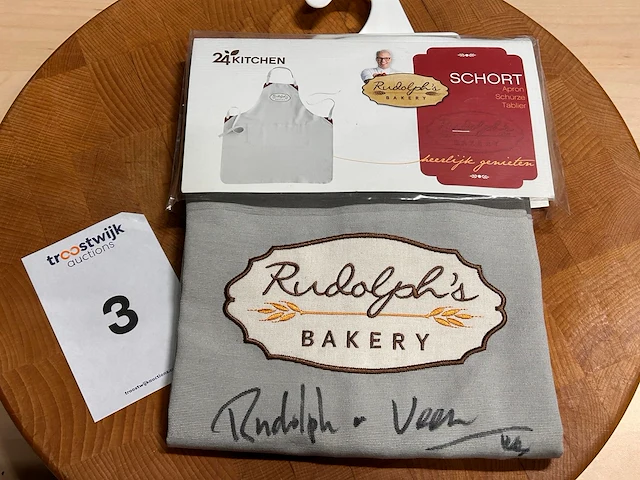 24KITCHEN
Rudolph's
BAKERY
SCHORT
Apron
Schürze
Tablier
heerlijk genieten
troostwijk
auctions
3
Rudolph's
BAKERY
Rudolph
Veen